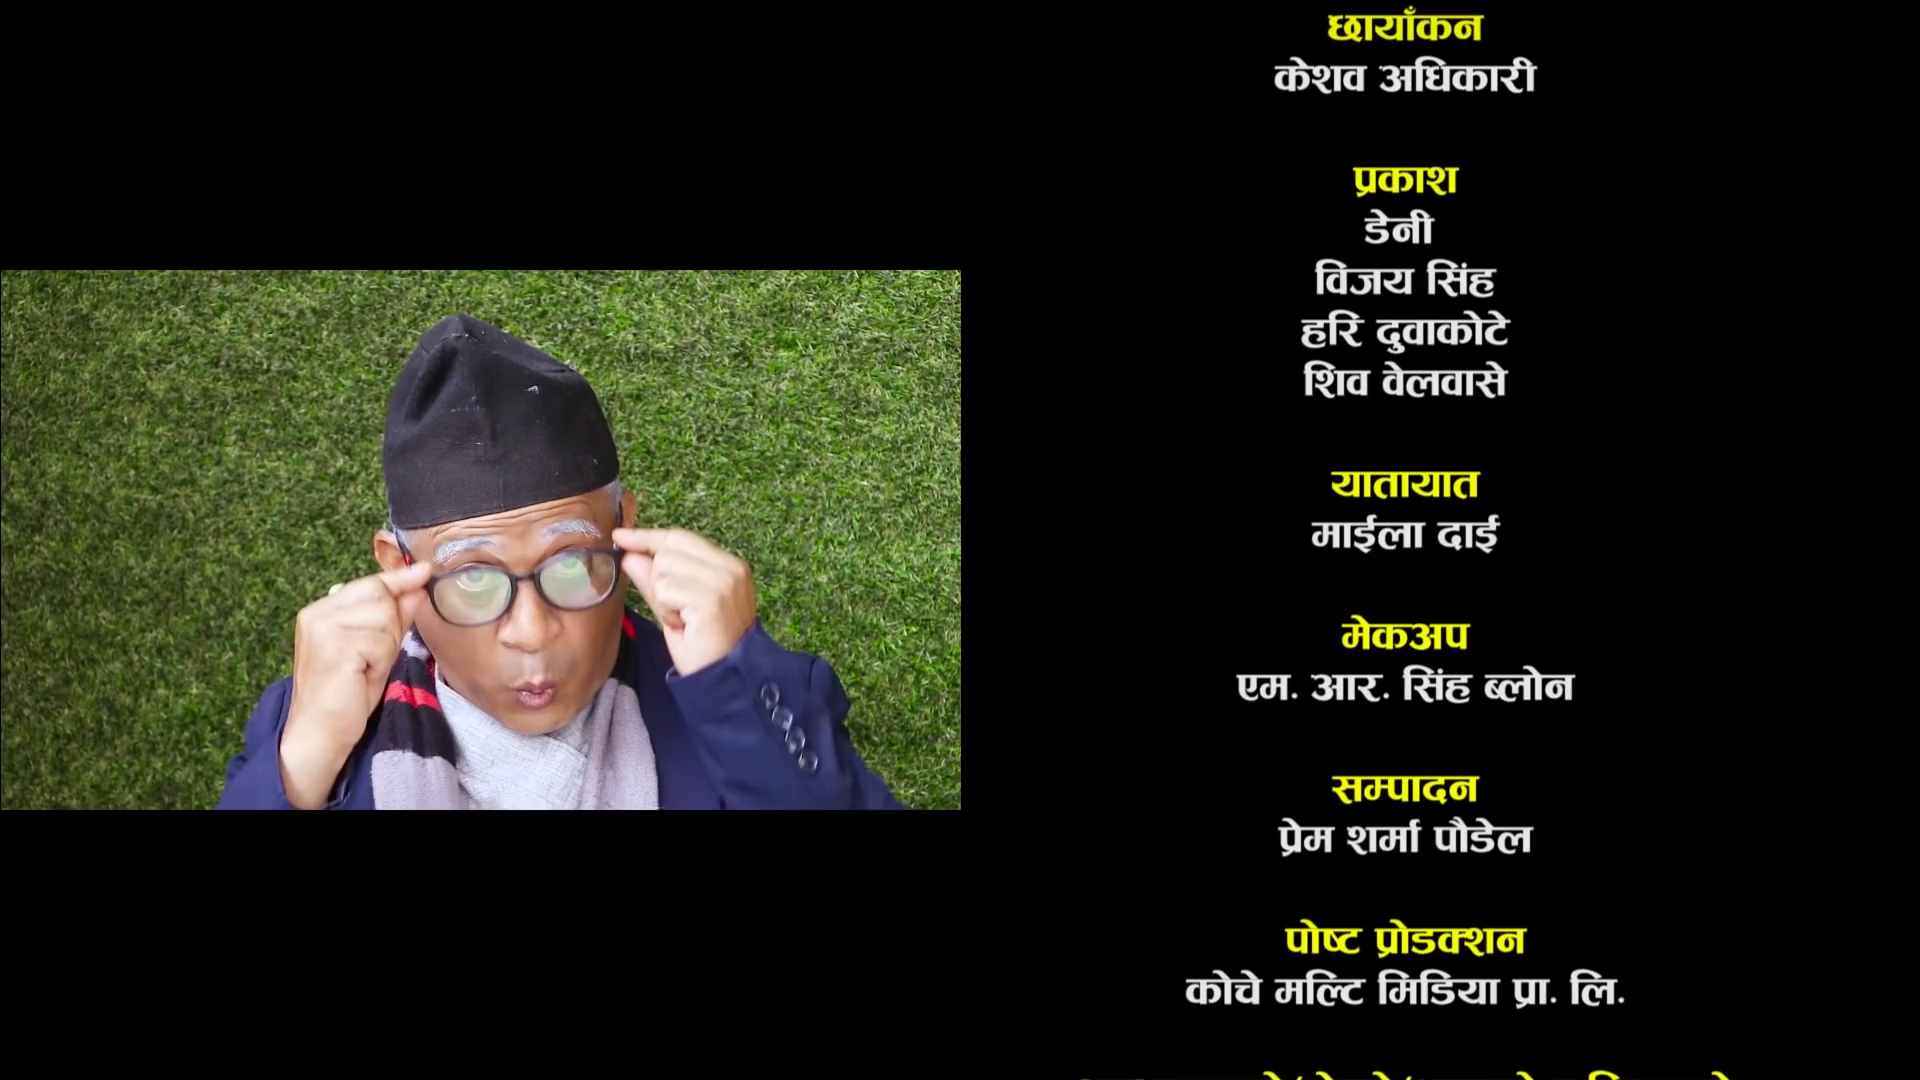 छायाँकन
केशव अधिकारी
प्रकाश
डेनी
विजय सिंह
हरि दुवाकोटे
शिव वेलवासे
यातायात
माईला दाई
मेकअप
एम. आर. सिंह ब्लोन
सम्पादन
प्रेम शर्मा पौडेल
पोष्ट प्रोडक्शन
कोचे मल्टि मिडिया प्रा. लि.